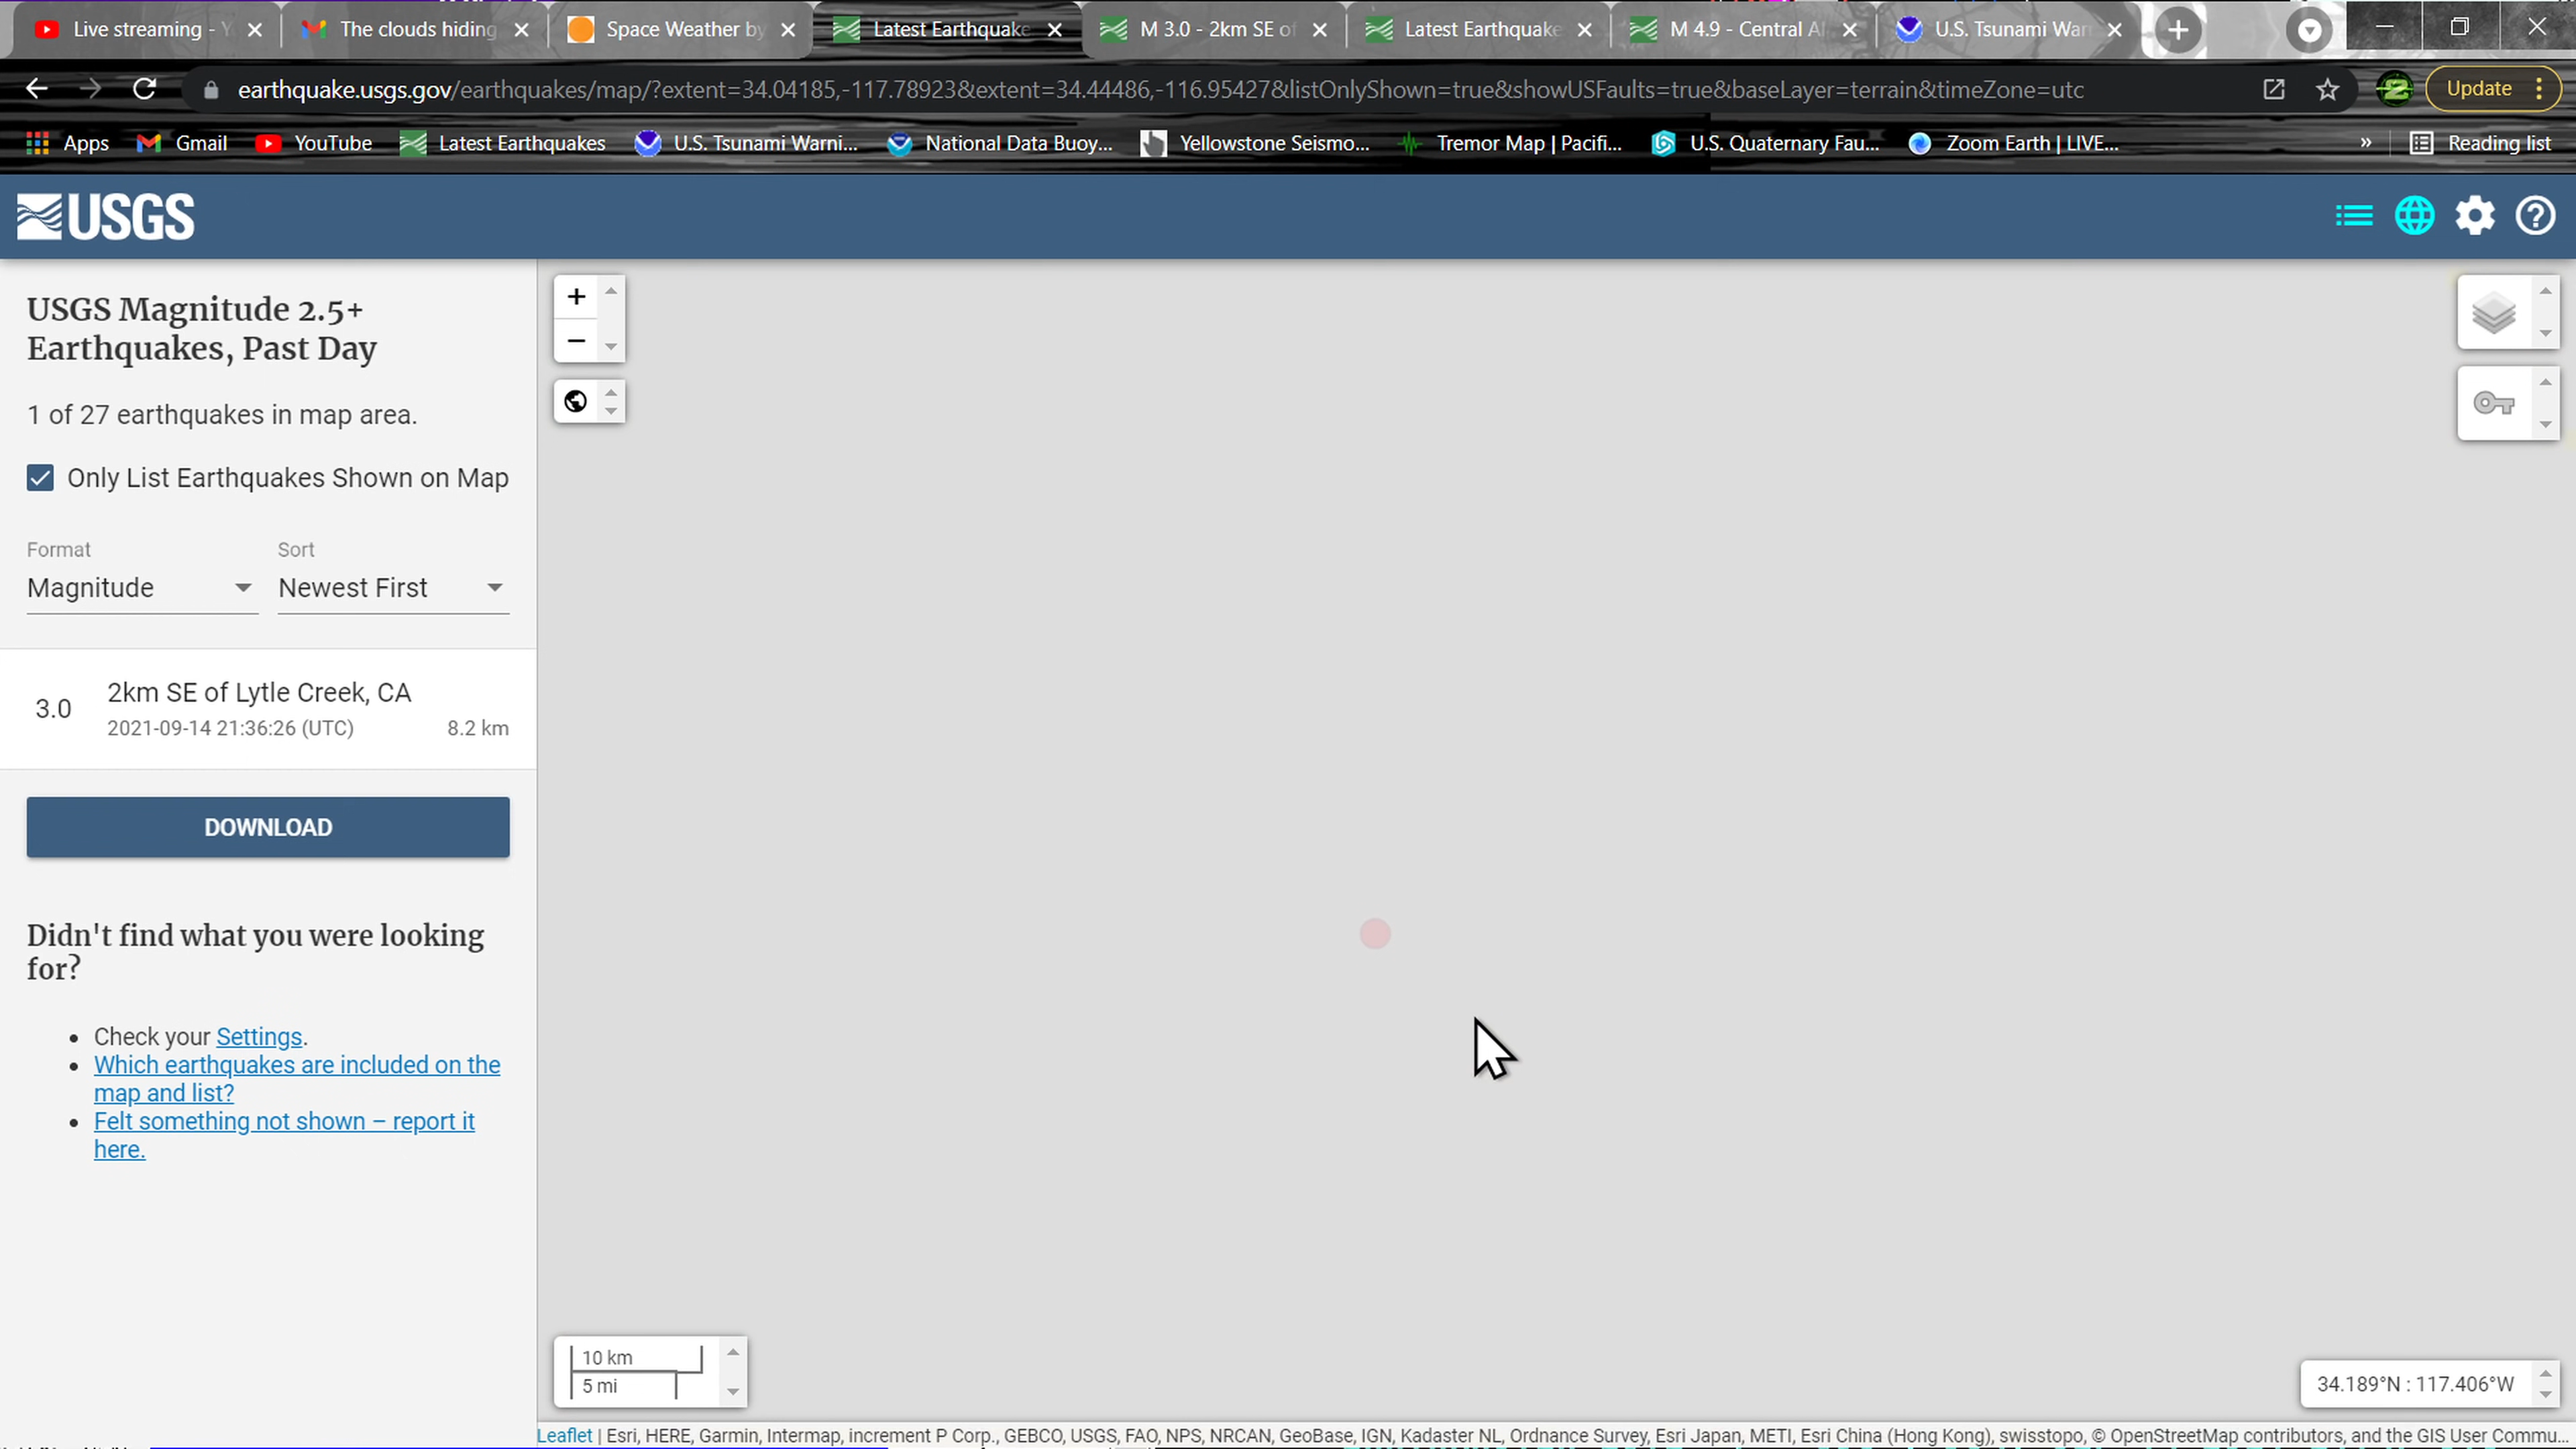 Live streaming - Y
The clouds hiding
Space Weather by
Latest Earthquake
M 3.0 - 2km SE of
Latest Earthquake
M 4.9 - Central Al
U.S. Tsunami War
earthquake.usgs.gov/earthquakes/map/?extent=34.04185,-117.78923&extent=34.44486,-116.95427&listOnlyShown=true&showUSFaults=true&baseLayer=terrain&timeZone=utc
Update
Apps
Gmail
YouTube
Latest Earthquakes
U.S. Tsunami Warni...
National Data Buoy...
Yellowstone Seismo...
Tremor Map | Pacifi...
U.S. Quaternary Fau...
Zoom Earth | LIVE...
»
Reading list
USGS
USGS Magnitude 2.5+
Earthquakes, Past Day
1 of 27 earthquakes in map area.
Only List Earthquakes Shown on Map
Format
Sort
Magnitude
Newest First
3.0
2km SE of Lytle Creek, CA
2021-09-14 21:36:26 (UTC)
8.2 km
DOWNLOAD
Didn't find what you were looking
for?
• Check your Settings.
• Which earthquakes are included on the
map and list?
• Felt something not shown – report it
here.
+
−
10 km
5 mi
34.189°N : 117.406°W
Leaflet | Esri, HERE, Garmin, Intermap, increment P Corp., GEBCO, USGS, FAO, NPS, NRCAN, GeoBase, IGN, Kadaster NL, Ordnance Survey, Esri Japan, METI, Esri China (Hong Kong), swisstopo, © OpenStreetMap contributors, and the GIS User Commu...